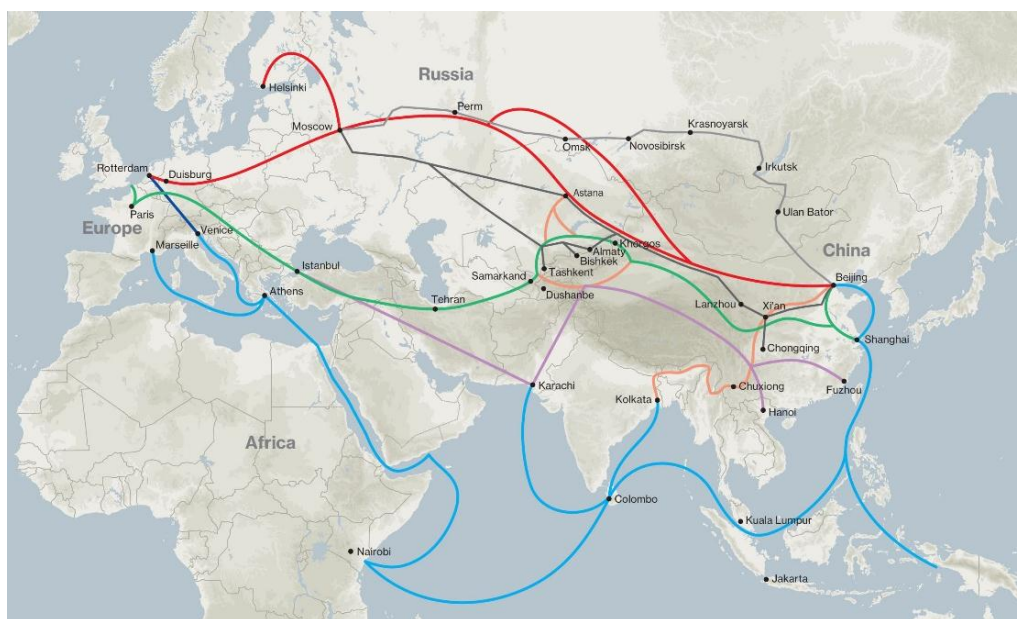 Russia
Helsinki
Perm
Moscow
Krasnoyarsk
Omsk
Novosibirsk
Irkutsk
Rotterdam
Duisburg
Astana
Ulan Bator
Paris
Europe
Venice
Marseille
Khorgos
Almaty
Bishkek
China
Istanbul
Tashkent
Samarkand
Beijing
Athens
Tehran
Dushanbe
Lanzhou
Xi'an
Shanghai
Chongqing
Karachi
Kolkata
Chuxiong
Fuzhou
Hanoi
Africa
Colombo
Kuala Lumpur
Nairobi
Jakarta